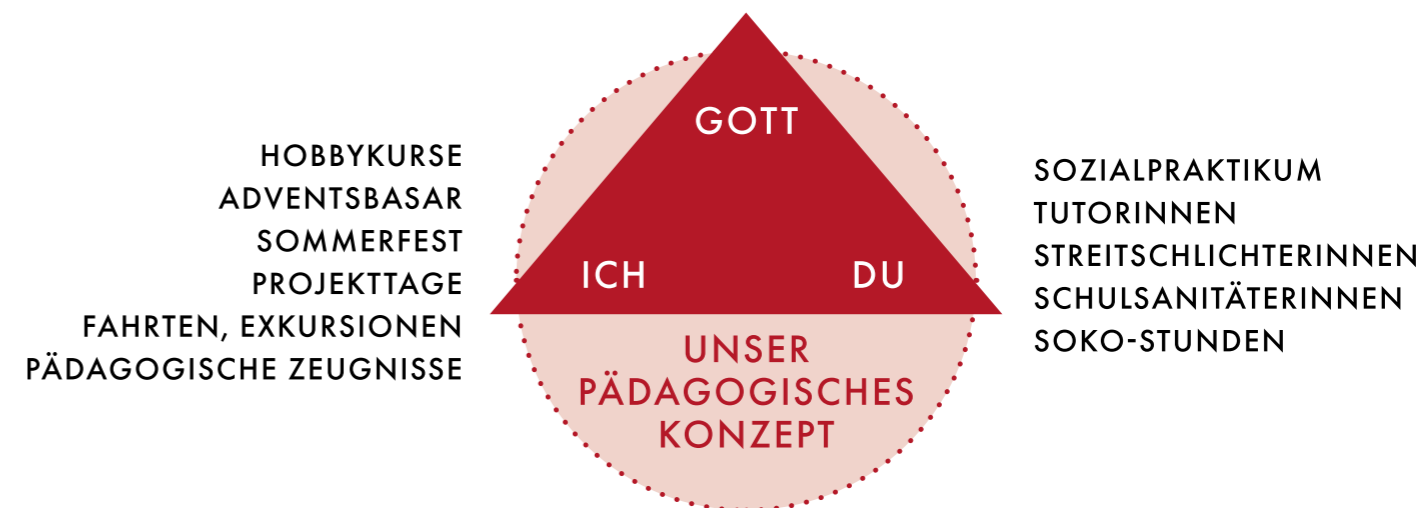 GOTT
ICH
DU
UNSER
PÄDAGOGISCHES
KONZEPT
HOBBYKURSE
ADVENTSBASAR
SOMMERFEST
PROJEKTTAGE
FAHRTEN, EXKURSIONEN
PÄDAGOGISCHE ZEUGNISSE
SOZIALPRAKTIKUM
TUTORINNEN
STREITSCHLICHTERINNEN
SCHULSANITÄTERINNEN
SOKO-STUNDEN